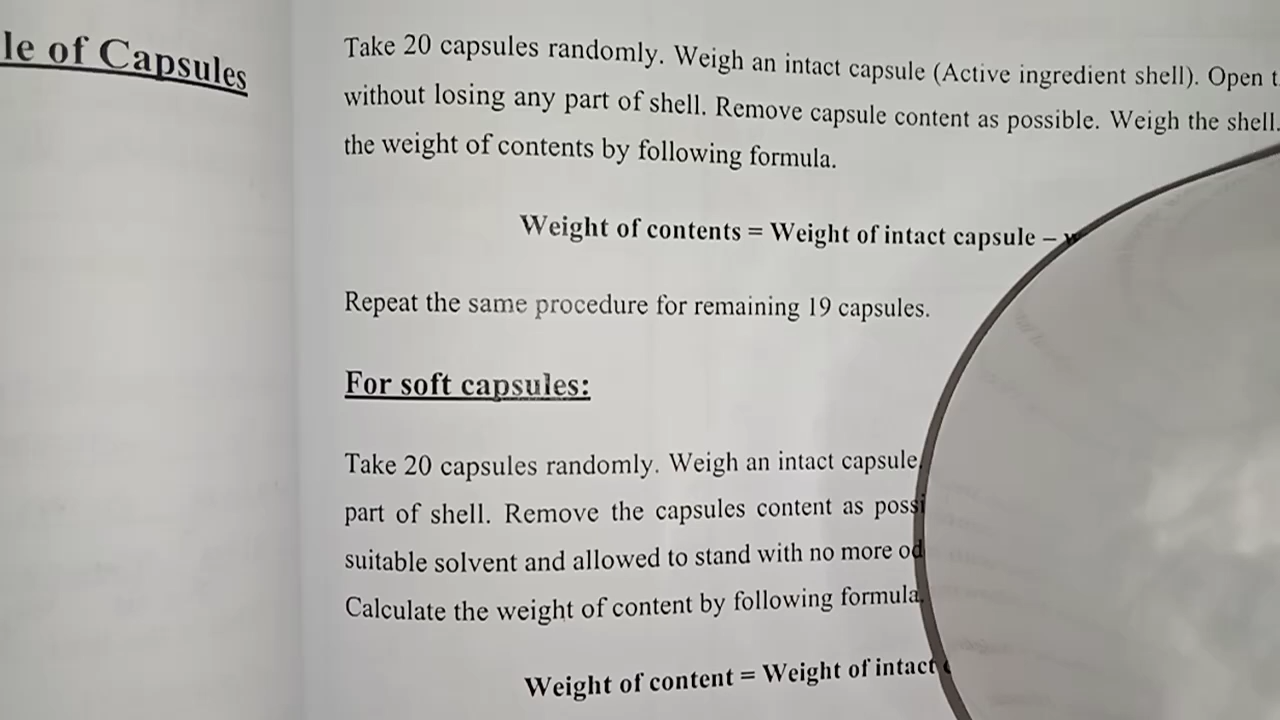 le of Capsules
Take 20 capsules randomly. Weigh an intact capsule (Active ingredient shell). Open
without losing any part of shell. Remove capsule content as possible. Weigh the shell.
the weight of contents by following formula.
Weight of contents = Weight of intact capsule –
Repeat the same procedure for remaining 19 capsules.
For soft capsules:
Take 20 capsules randomly. Weigh an intact capsule.
part of shell. Remove the capsules content as possi
suitable solvent and allowed to stand with no more od
Calculate the weight of content by following formula.
Weight of content = Weight of intact